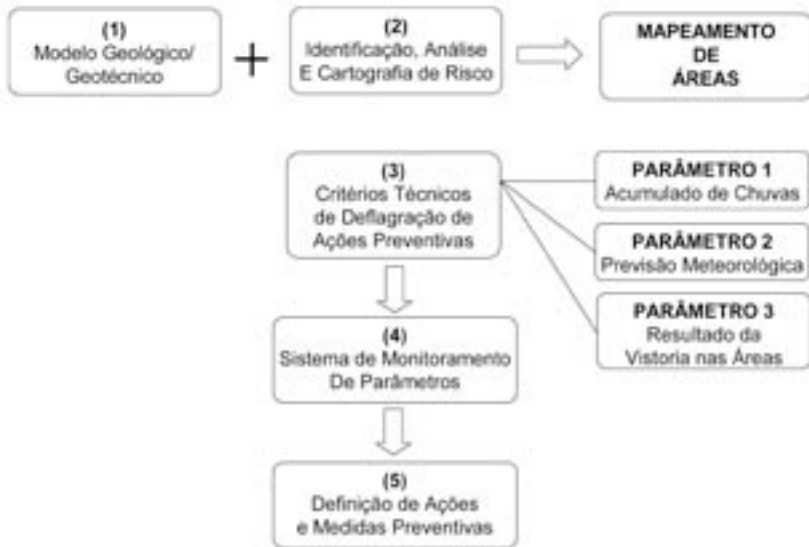 (1)
Modelo Geológico/
Geotécnico
+
(2)
Identificação, Análise
E Cartografia de Risco
MAPEAMENTO
DE
ÁREAS
(3)
Critérios Técnicos
de Deflagração de
Ações Preventivas
PARÂMETRO 1
Acumulado de Chuvas
PARÂMETRO 2
Previsão Meteorológica
PARÂMETRO 3
Resultado da
Vistoria nas Áreas
(4)
Sistema de Monitoramento
De Parâmetros
(5)
Definição de Ações
e Medidas Preventivas